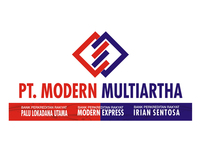 PT. MODERN MULTIARTHA
BANK PERKREDITAN RAKYAT
PALU LOKADANA UTAMA
BANK PERKREDITAN RAKYAT
MODERN EXPRESS
BANK PERKREDITAN RAKYAT
IRIAN SENTOSA